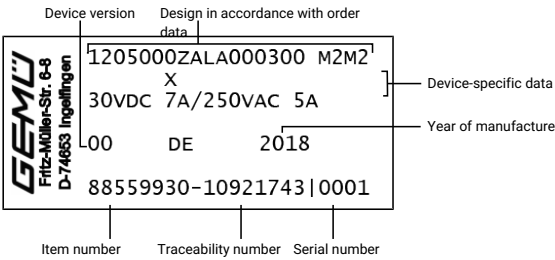 Device version
Design in accordance with order data
GEMÜ
Fritz-Müller-Str. 6-8
D-74653 Ingelfingen
1205000ZALA000300 M2M2
X
30VDC 7A/250VAC 5A
Device-specific data
00 DE 2018
Year of manufacture
88559930-10921743|0001
Item number
Traceability number
Serial number